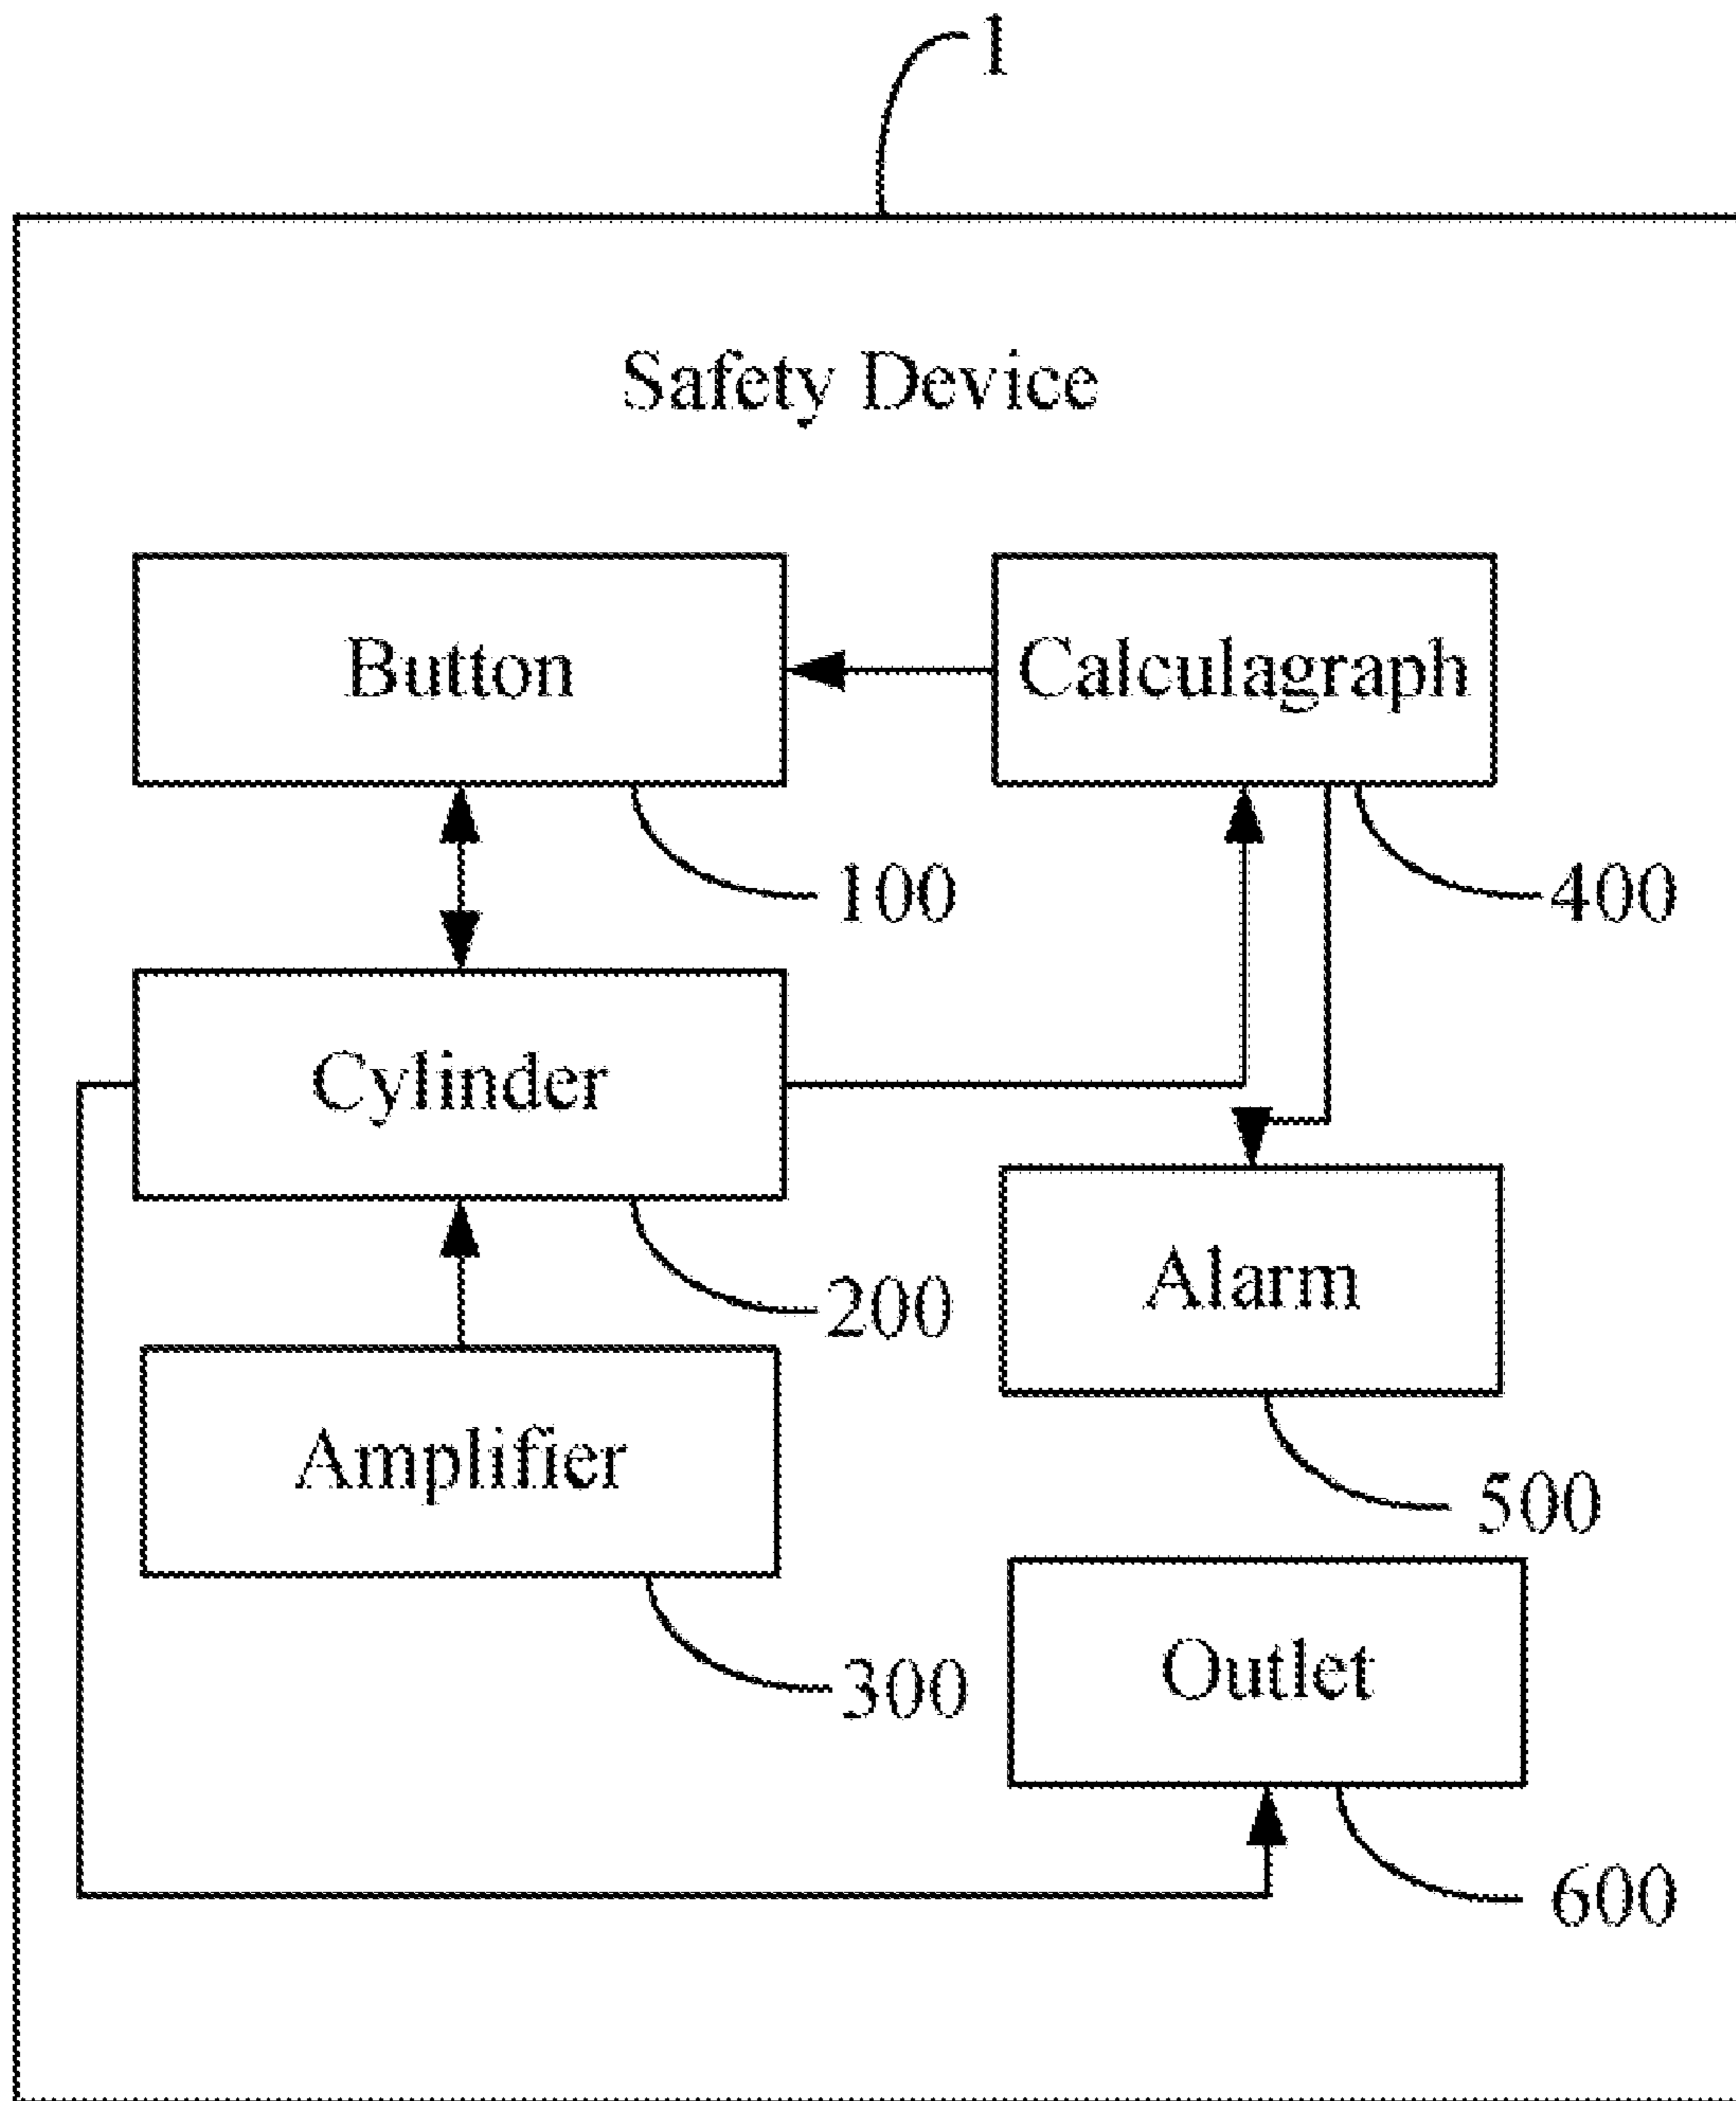 1
Safety Device
Button
Calculagraph
100
400
Cylinder
200
Alarm
Amplifier
500
300
Outlet
600